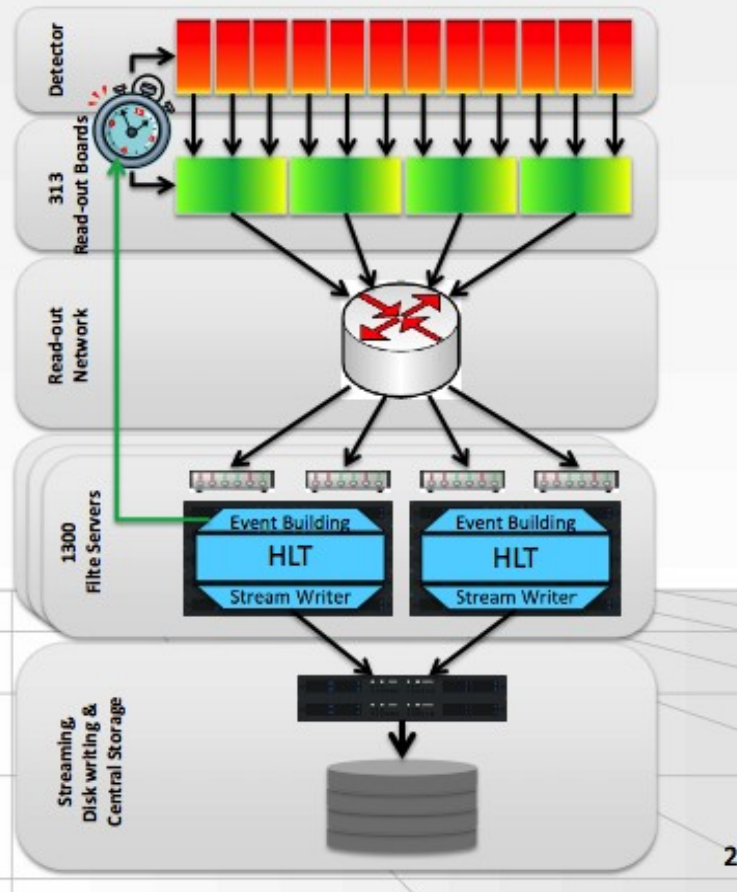 Detector
313
Read-out Boards
Read-out
Network
1300
Filte Servers
Event Building
HLT
Stream Writer
Event Building
HLT
Stream Writer
Streaming,
Disk writing &
Central Storage
2